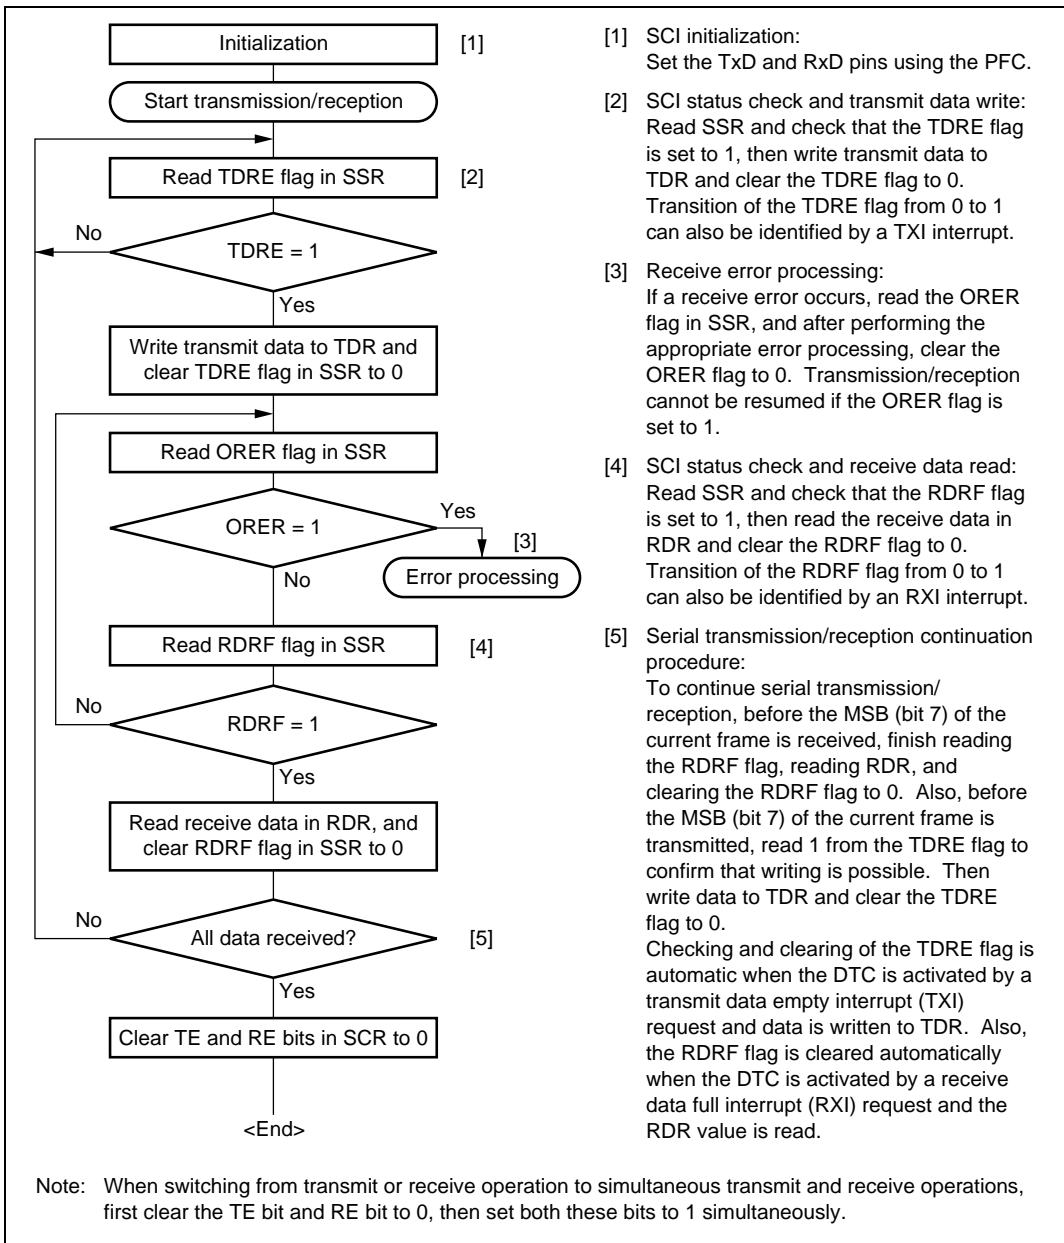 Initialization [1]
Start transmission/reception
Read TDRE flag in SSR [2]
No
TDRE = 1
Yes
Write transmit data to TDR and
clear TDRE flag in SSR to 0
Read ORER flag in SSR
Yes
ORER = 1
[3]
No
Error processing
Read RDRF flag in SSR [4]
No
RDRF = 1
Yes
Read receive data in RDR, and
clear RDRF flag in SSR to 0
No
All data received? [5]
Yes
Clear TE and RE bits in SCR to 0
<End>
[1] SCI initialization:
Set the TxD and RxD pins using the PFC.
[2] SCI status check and transmit data write:
Read SSR and check that the TDRE flag
is set to 1, then write transmit data to
TDR and clear the TDRE flag to 0.
Transition of the TDRE flag from 0 to 1
can also be identified by a TXI interrupt.
[3] Receive error processing:
If a receive error occurs, read the ORER
flag in SSR, and after performing the
appropriate error processing, clear the
ORER flag to 0. Transmission/reception
cannot be resumed if the ORER flag is
set to 1.
[4] SCI status check and receive data read:
Read SSR and check that the RDRF flag
is set to 1, then read the receive data in
RDR and clear the RDRF flag to 0.
Transition of the RDRF flag from 0 to 1
can also be identified by an RXI interrupt.
[5] Serial transmission/reception continuation
procedure:
To continue serial transmission/
reception, before the MSB (bit 7) of the
current frame is received, finish reading
the RDRF flag, reading RDR, and
clearing the RDRF flag to 0. Also, before
the MSB (bit 7) of the current frame is
transmitted, read 1 from the TDRE flag to
confirm that writing is possible. Then
write data to TDR and clear the TDRE
flag to 0.
Checking and clearing of the TDRE flag is
automatic when the DTC is activated by a
transmit data empty interrupt (TXI)
request and data is written to TDR. Also,
the RDRF flag is cleared automatically
when the DTC is activated by a receive
data full interrupt (RXI) request and the
RDR value is read.
Note: When switching from transmit or receive operation to simultaneous transmit and receive operations,
first clear the TE bit and RE bit to 0, then set both these bits to 1 simultaneously.